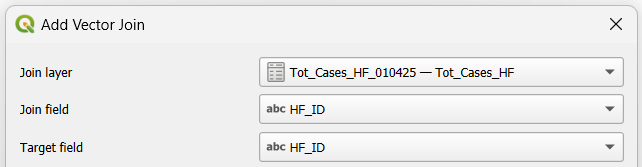 Add Vector Join
Join layer
Tot_Cases_HF_010425 — Tot_Cases_HF
Join field
abc HF_ID
Target field
abc HF_ID